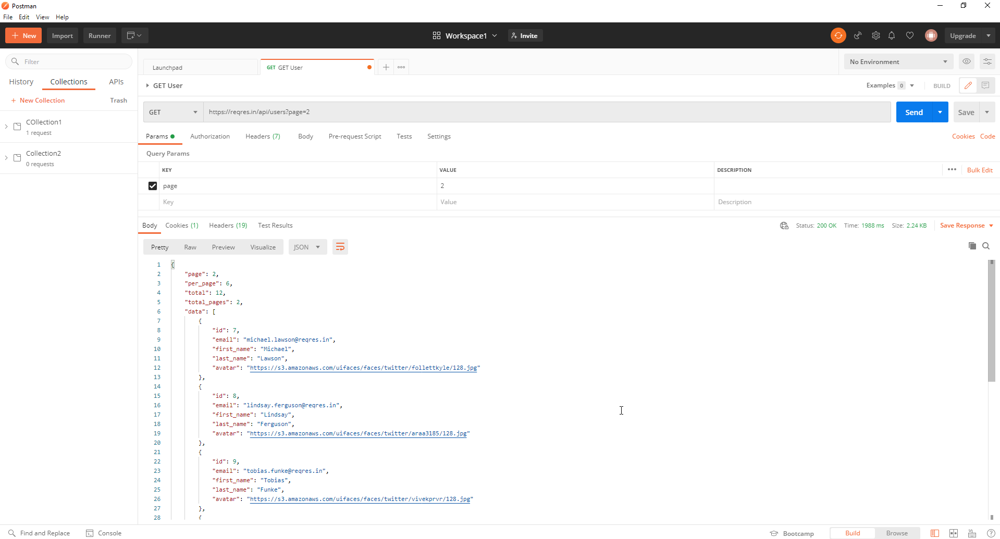 Postman
File Edit View Help
New Import Runner Workspace1 Invite Upgrade
Filter
History Collections APIs
+ New Collection Trash
COllection1
1 request
Collection2
0 requests
Launchpad GET GET User No Environment
GET User Examples 0 BUILD
GET https://reqres.in/api/users?page=2 Send Save
Params Authorization Headers (7) Body Pre-request Script Tests Settings Cookies Code
Query Params
KEY VALUE DESCRIPTION Bulk Edit
page 2
Key Value Description
Body Cookies (1) Headers (19) Test Results Status: 200 OK Time: 1988 ms Size: 2.24 KB Save Response
Pretty Raw Preview Visualize JSON
1 {
2 "page": 2,
3 "per_page": 6,
4 "total": 12,
5 "total_pages": 2,
6 "data": [
7 {
8 "id": 7,
9 "email": "michael.lawson@reqres.in",
10 "first_name": "Michael",
11 "last_name": "Lawson",
12 "avatar": "https://s3.amazonaws.com/uifaces/faces/twitter/follettkyle/128.jpg"
13 },
14 {
15 "id": 8,
16 "email": "lindsay.ferguson@reqres.in",
17 "first_name": "Lindsay",
18 "last_name": "Ferguson",
19 "avatar": "https://s3.amazonaws.com/uifaces/faces/twitter/araa3185/128.jpg"
20 },
21 {
22 "id": 9,
23 "email": "tobias.funke@reqres.in",
24 "first_name": "Tobias",
25 "last_name": "Funke",
26 "avatar": "https://s3.amazonaws.com/uifaces/faces/twitter/vivekprvr/128.jpg"
27 },
28 {
Find and Replace Console Bootcamp Build Browse